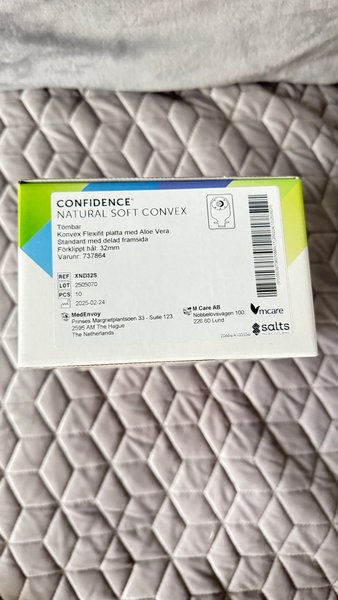 CONFIDENCE™
NATURAL SOFT CONVEX
Tömbar
Konvex Flexifit platta med Aloe Vera
Standard med delad framsida
Förklippt hål: 32mm
Varunr: 737864
REF XND32S
LOT 2505070
PCS 10
2025-02-24
MedEnvoy
Prinses Margrietplantsoen 33 - Suite 123
2595 AM The Hague
The Netherlands
M Care AB
Nobbelövsvägen 100,
226 60 Lund
mcare
salts